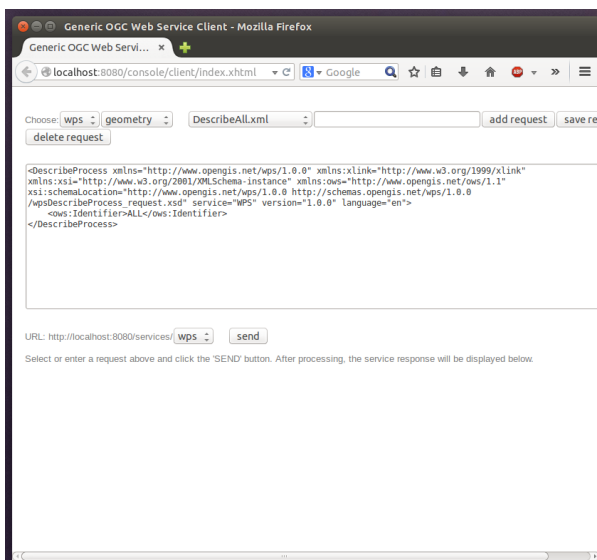 Generic OGC Web Service Client - Mozilla Firefox
Generic OGC Web Servi... ×
localhost:8080/console/client/index.xhtml Google
Choose: wps geometry DescribeAll.xml add request save re
delete request
<DescribeProcess xmlns="http://www.opengis.net/wps/1.0.0" xmlns:xlink="http://www.w3.org/1999/xlink"
xmlns:xsi="http://www.w3.org/2001/XMLSchema-instance" xmlns:ows="http://www.opengis.net/ows/1.1"
xsi:schemaLocation="http://www.opengis.net/wps/1.0.0 http://schemas.opengis.net/wps/1.0.0
/wpsDescribeProcess_request.xsd" service="WPS" version="1.0.0" language="en">
<ows:Identifier>ALL</ows:Identifier>
</DescribeProcess>
URL: http://localhost:8080/services/ wps send
Select or enter a request above and click the 'SEND' button. After processing, the service response will be displayed below.